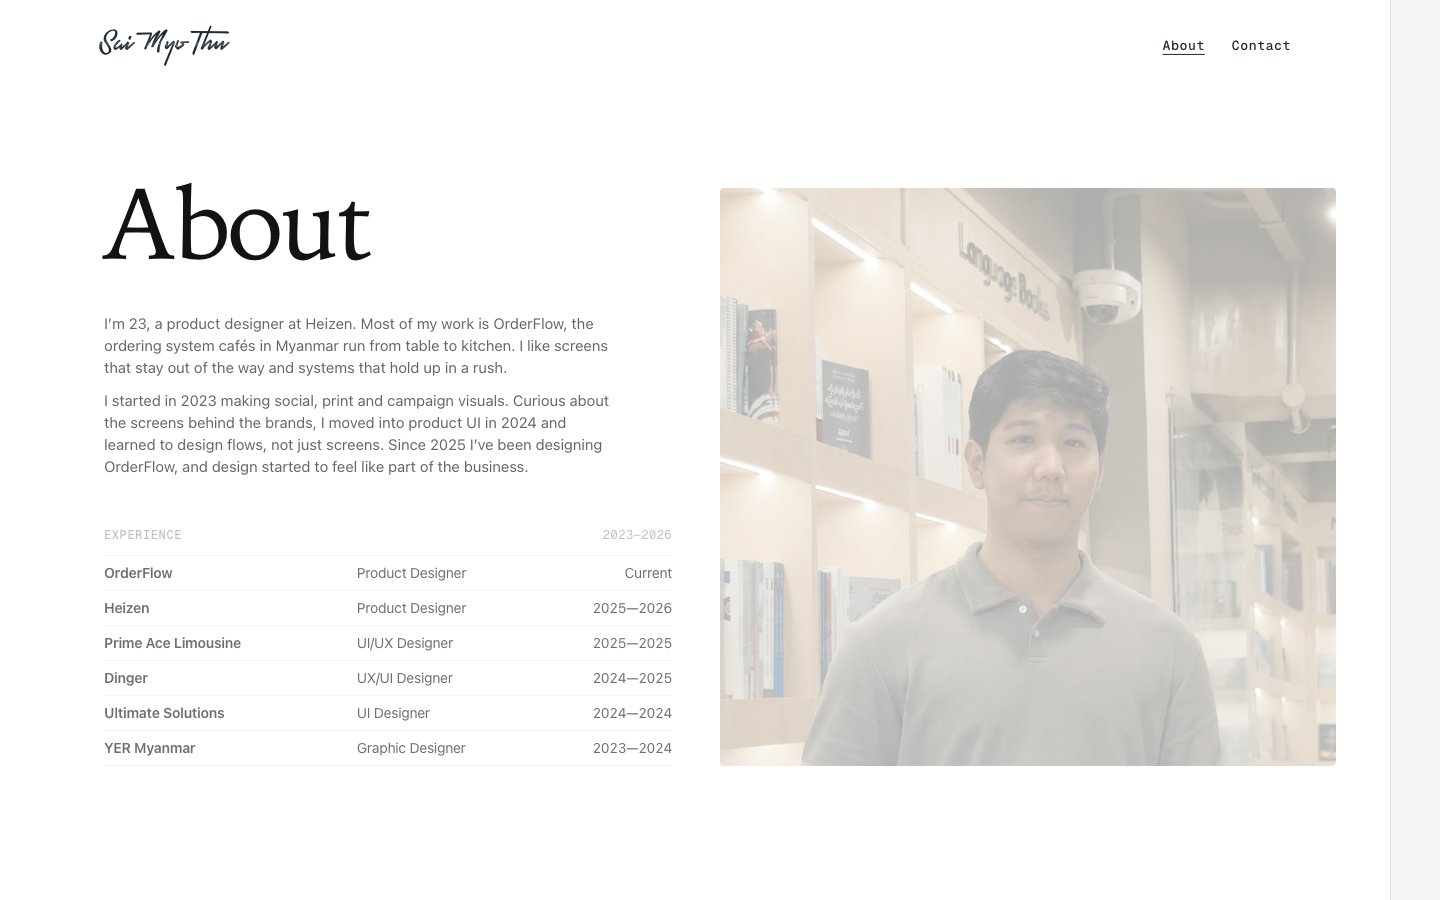 Sai Myo Thu
About Contact
About
I’m 23, a product designer at Heizen. Most of my work is OrderFlow, the
ordering system cafés in Myanmar run from table to kitchen. I like screens
that stay out of the way and systems that hold up in a rush.
I started in 2023 making social, print and campaign visuals. Curious about
the screens behind the brands, I moved into product UI in 2024 and
learned to design flows, not just screens. Since 2025 I’ve been designing
OrderFlow, and design started to feel like part of the business.
EXPERIENCE 2023—2026
OrderFlow Product Designer Current
Heizen Product Designer 2025—2026
Prime Ace Limousine UI/UX Designer 2025—2025
Dinger UX/UI Designer 2024—2025
Ultimate Solutions UI Designer 2024—2024
YER Myanmar Graphic Designer 2023—2024
Language Books